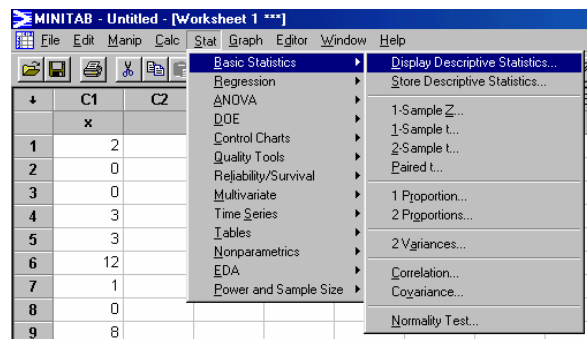 MINITAB - Untitled - [Worksheet 1 ***]
File Edit Manip Calc Stat Graph Editor Window Help
Basic Statistics
Regression
ANOVA
DOE
Control Charts
Quality Tools
Reliability/Survival
Multivariate
Time Series
Tables
Nonparametrics
EDA
Power and Sample Size
Display Descriptive Statistics...
Store Descriptive Statistics...
1-Sample Z...
1-Sample t...
2-Sample t...
Paired t...
1 Proportion...
2 Proportions...
2 Variances...
Correlation...
Covariance...
Normality Test...
C1 C2
x
1 2
2 0
3 0
4 3
5 3
6 12
7 1
8 0
9 8